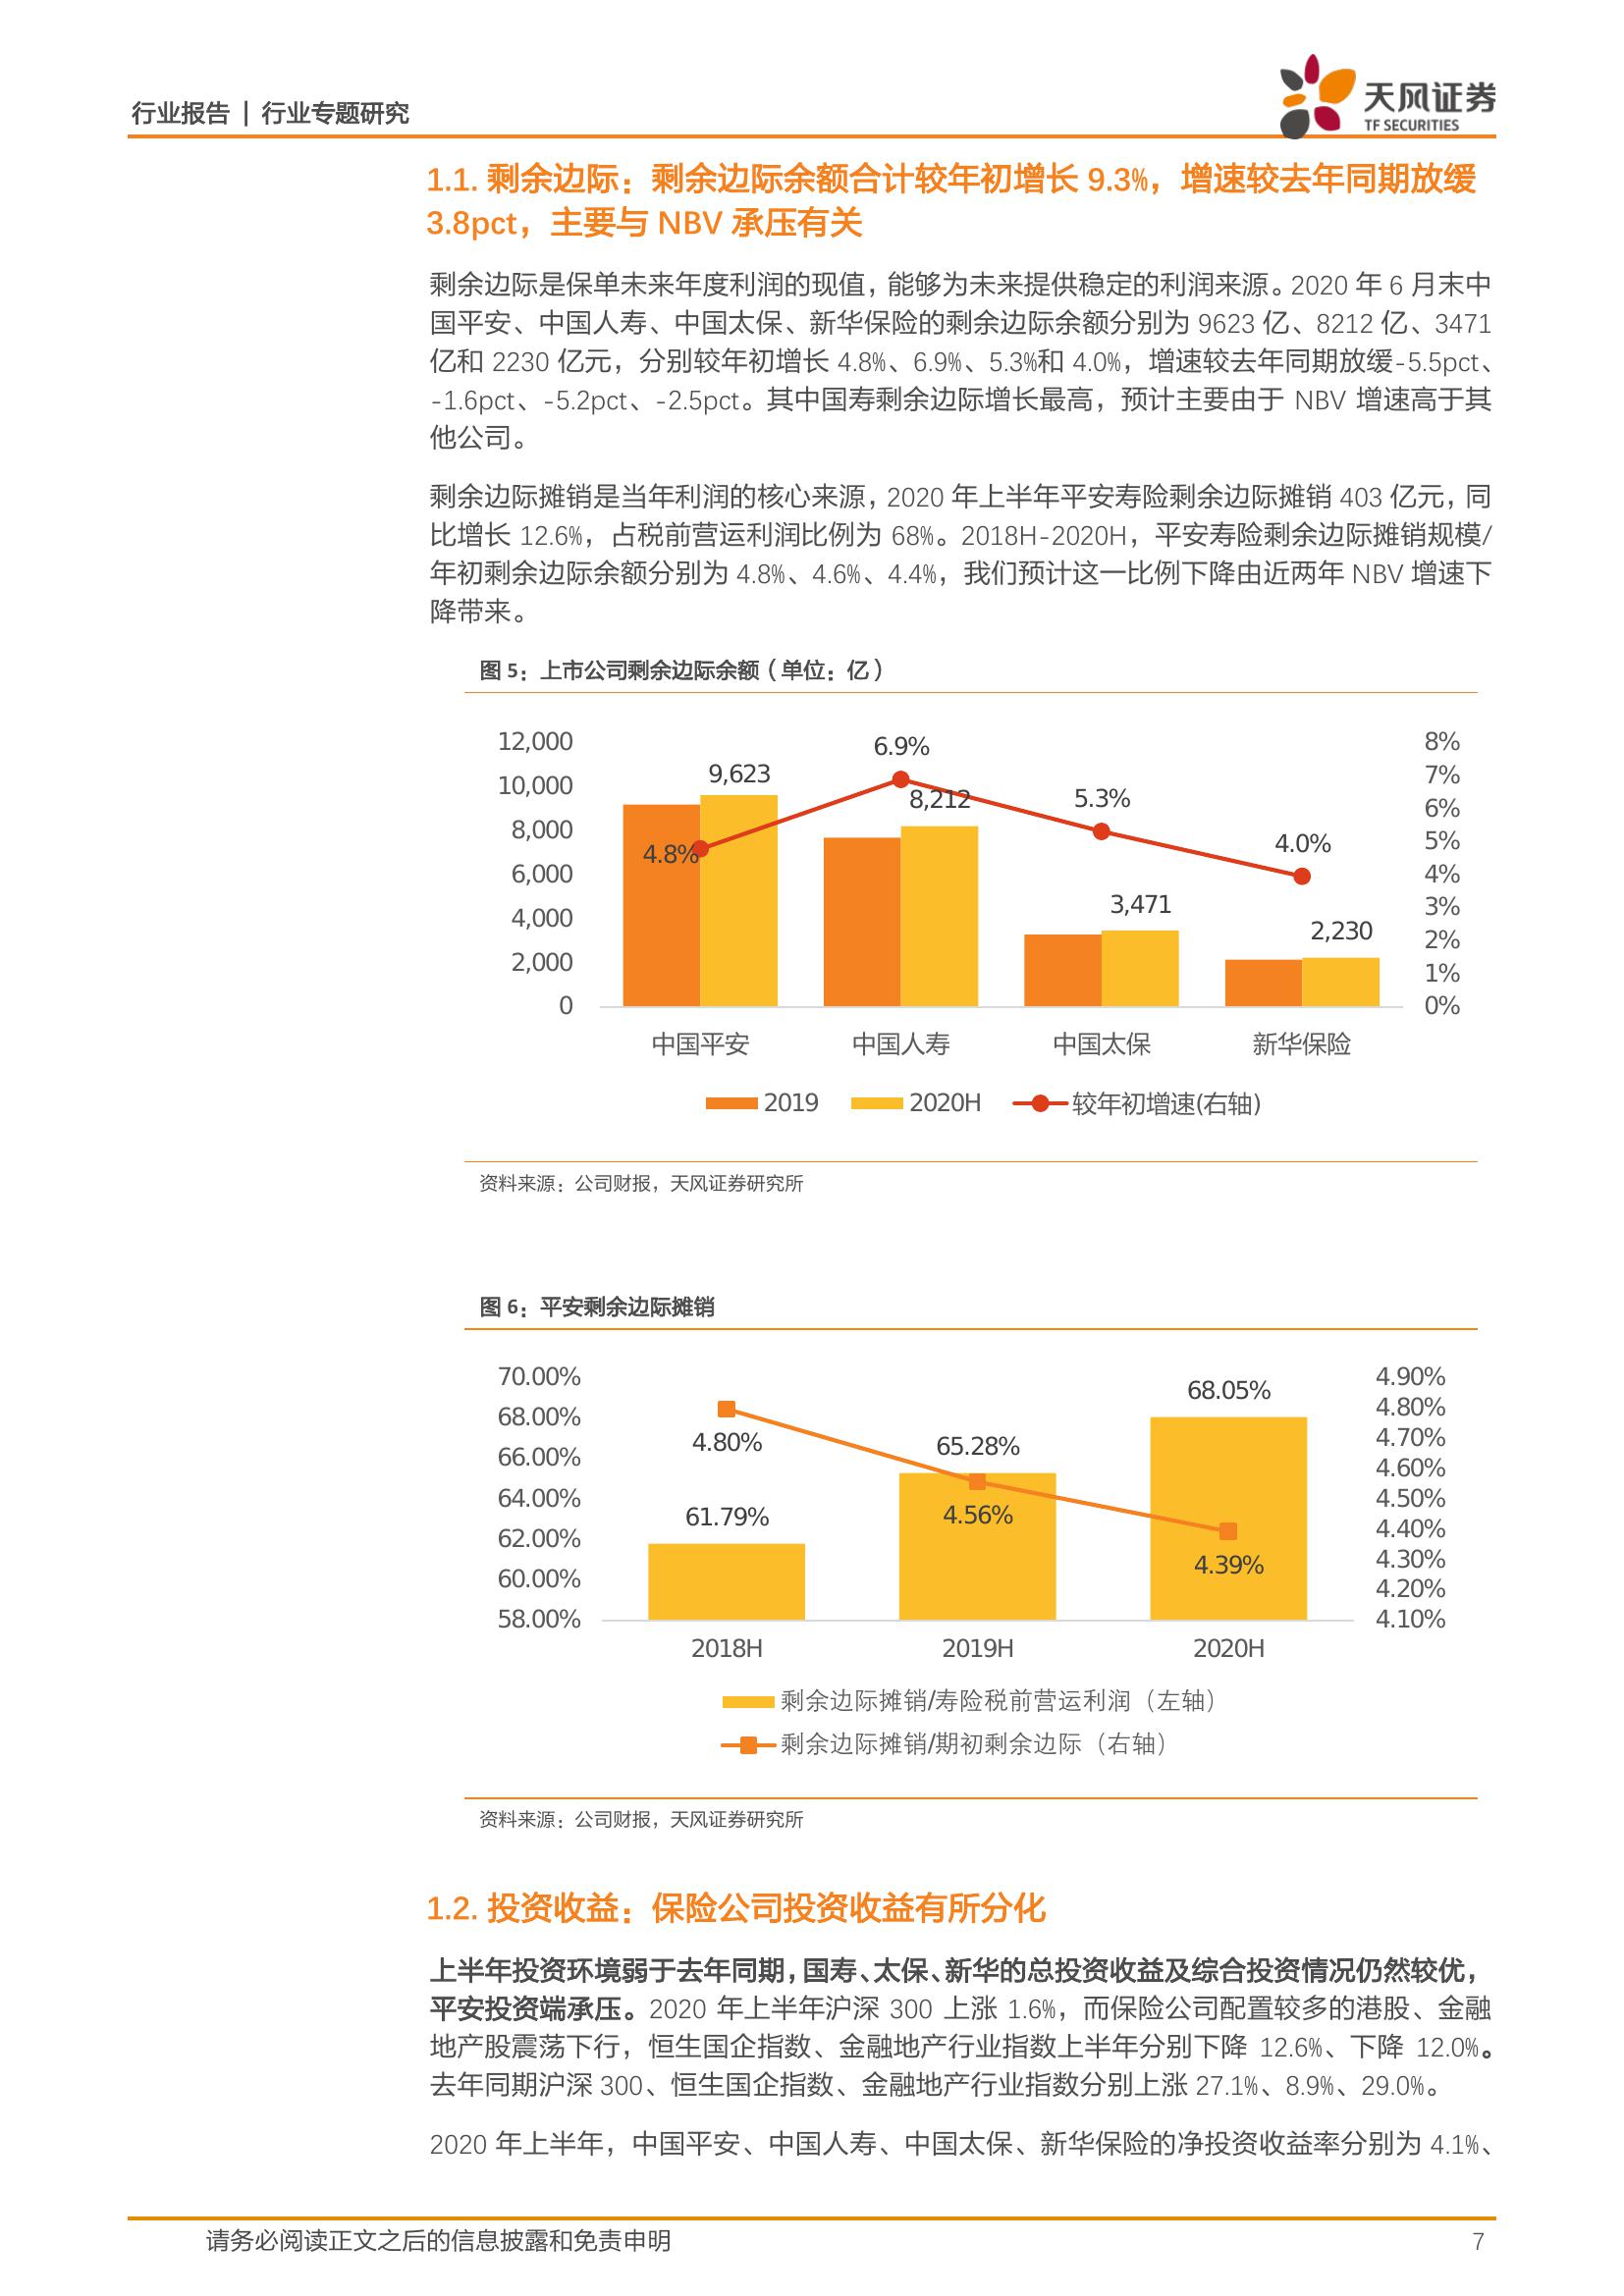 行业报告 | 行业专题研究
天风证券
TF SECURITIES
1.1. 剩余边际：剩余边际余额合计较年初增长 9.3%，增速较去年同期放缓
3.8pct，主要与 NBV 承压有关
剩余边际是保单未来年度利润的现值，能够为未来提供稳定的利润来源。2020 年 6 月末中
国平安、中国人寿、中国太保、新华保险的剩余边际余额分别为 9623 亿、8212 亿、3471
亿和 2230 亿元，分别较年初增长 4.8%、6.9%、5.3%和 4.0%，增速较去年同期放缓-5.5pct、
-1.6pct、-5.2pct、-2.5pct。其中国寿剩余边际增长最高，预计主要由于 NBV 增速高于其
他公司。
剩余边际摊销是当年利润的核心来源，2020 年上半年平安寿险剩余边际摊销 403 亿元，同
比增长 12.6%，占税前营运利润比例为 68%。2018H-2020H，平安寿险剩余边际摊销规模/
年初剩余边际余额分别为 4.8%、4.6%、4.4%，我们预计这一比例下降由近两年 NBV 增速下
降带来。
图 5：上市公司剩余边际余额（单位：亿）
12,000
10,000
8,000
6,000
4,000
2,000
0
9,623
8,212
3,471
2,230
4.8%
6.9%
5.3%
4.0%
8%
7%
6%
5%
4%
3%
2%
1%
0%
中国平安 中国人寿 中国太保 新华保险
2019 2020H 较年初增速(右轴)
资料来源：公司财报，天风证券研究所
图 6：平安剩余边际摊销
70.00%
68.00%
66.00%
64.00%
62.00%
60.00%
58.00%
61.79%
65.28%
68.05%
4.80%
4.56%
4.39%
4.90%
4.80%
4.70%
4.60%
4.50%
4.40%
4.30%
4.20%
4.10%
2018H 2019H 2020H
剩余边际摊销/寿险税前营运利润（左轴）
剩余边际摊销/期初剩余边际（右轴）
资料来源：公司财报，天风证券研究所
1.2. 投资收益：保险公司投资收益有所分化
上半年投资环境弱于去年同期，国寿、太保、新华的总投资收益及综合投资情况仍然较优，
平安投资端承压。2020 年上半年沪深 300 上涨 1.6%，而保险公司配置较多的港股、金融
地产股震荡下行，恒生国企指数、金融地产行业指数上半年分别下降 12.6%、下降 12.0%。
去年同期沪深 300、恒生国企指数、金融地产行业指数分别上涨 27.1%、8.9%、29.0%。
2020 年上半年，中国平安、中国人寿、中国太保、新华保险的净投资收益率分别为 4.1%、
请务必阅读正文之后的信息披露和免责申明
7